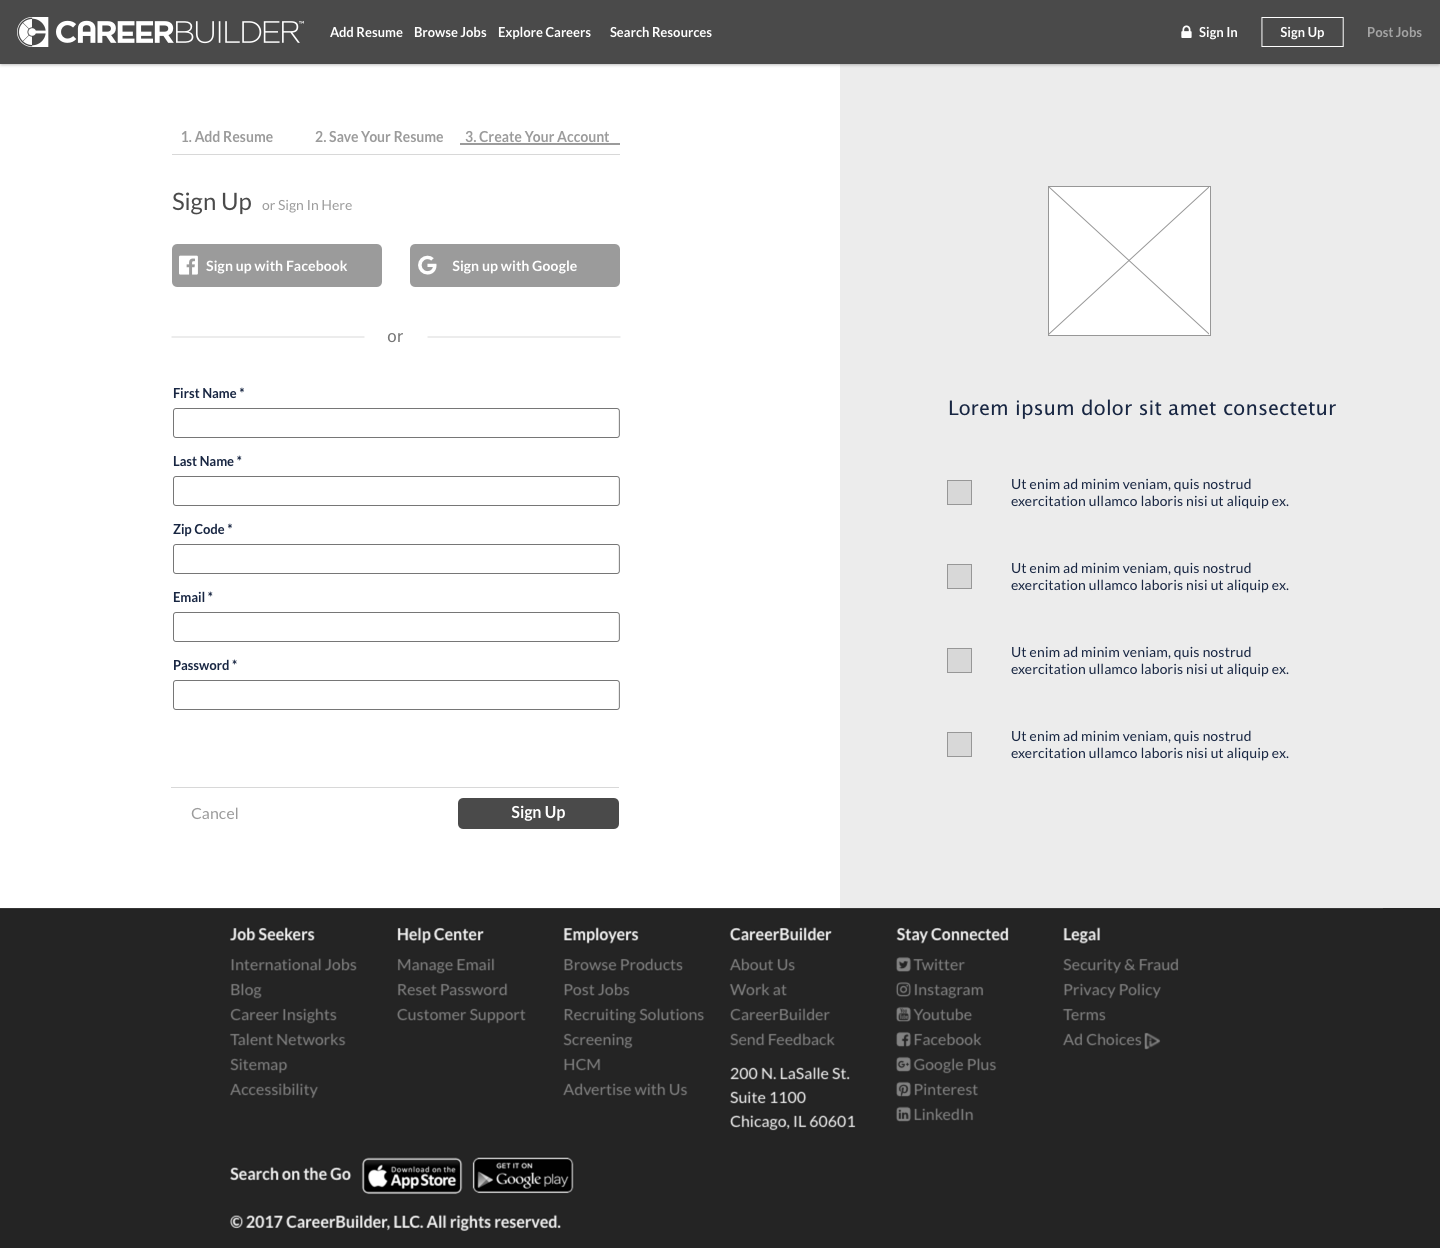 CAREERBUILDER™ Add Resume Browse Jobs Explore Careers Search Resources Sign In Sign Up Post Jobs
1. Add Resume 2. Save Your Resume 3. Create Your Account
Sign Up or Sign In Here
Sign up with Facebook Sign up with Google
or
First Name *
Last Name *
Zip Code *
Email *
Password *
Cancel Sign Up
Lorem ipsum dolor sit amet consectetur
Ut enim ad minim veniam, quis nostrud
exercitation ullamco laboris nisi ut aliquip ex.
Ut enim ad minim veniam, quis nostrud
exercitation ullamco laboris nisi ut aliquip ex.
Ut enim ad minim veniam, quis nostrud
exercitation ullamco laboris nisi ut aliquip ex.
Ut enim ad minim veniam, quis nostrud
exercitation ullamco laboris nisi ut aliquip ex.
Job Seekers
International Jobs
Blog
Career Insights
Talent Networks
Sitemap
Accessibility
Help Center
Manage Email
Reset Password
Customer Support
Employers
Browse Products
Post Jobs
Recruiting Solutions
Screening
HCM
Advertise with Us
CareerBuilder
About Us
Work at
CareerBuilder
Send Feedback
200 N. LaSalle St.
Suite 1100
Chicago, IL 60601
Stay Connected
Twitter
Instagram
Youtube
Facebook
Google Plus
Pinterest
LinkedIn
Legal
Security & Fraud
Privacy Policy
Terms
Ad Choices
Search on the Go
Download on the
App Store
GET IT ON
Google play
© 2017 CareerBuilder, LLC. All rights reserved.